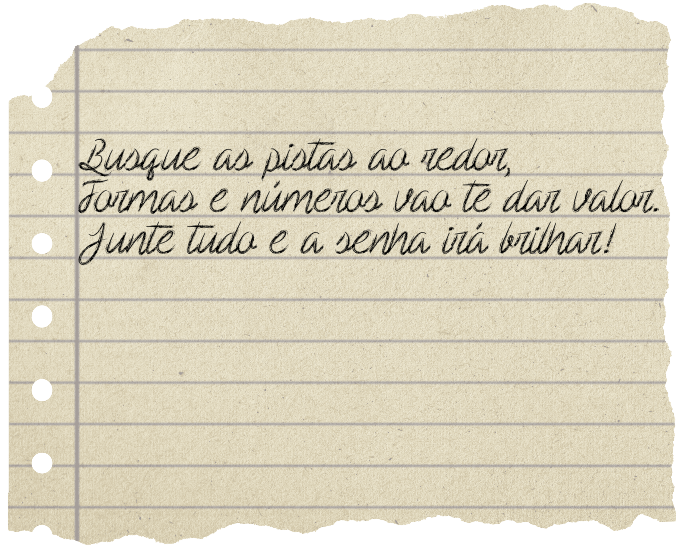 Busque as pistas ao redor,
Formas e números vao te dar valor.
Junte tudo e a senha irá brilhar!